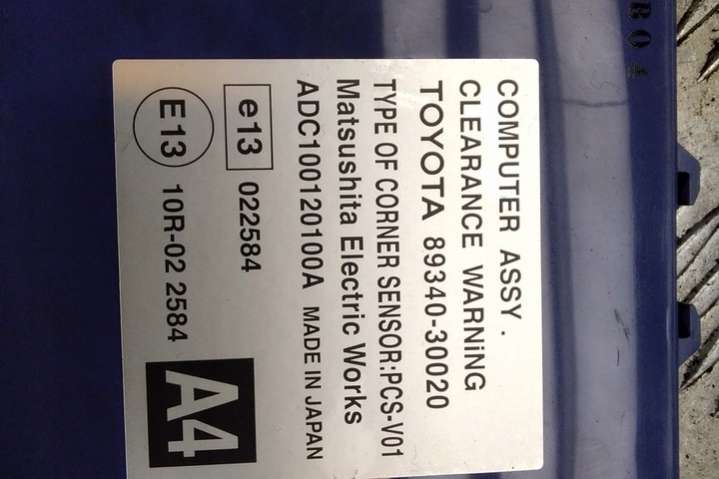 COMPUTER ASSY.
CLEARANCE WARNiNG
TOYOTA 89340-30020
TYPE OF CORNER SENSOR:PCS-V01
Matsushita Electric Works
ADC100120100A MADE IN JAPAN
e13 022584
E13 10R-02 2584
A4